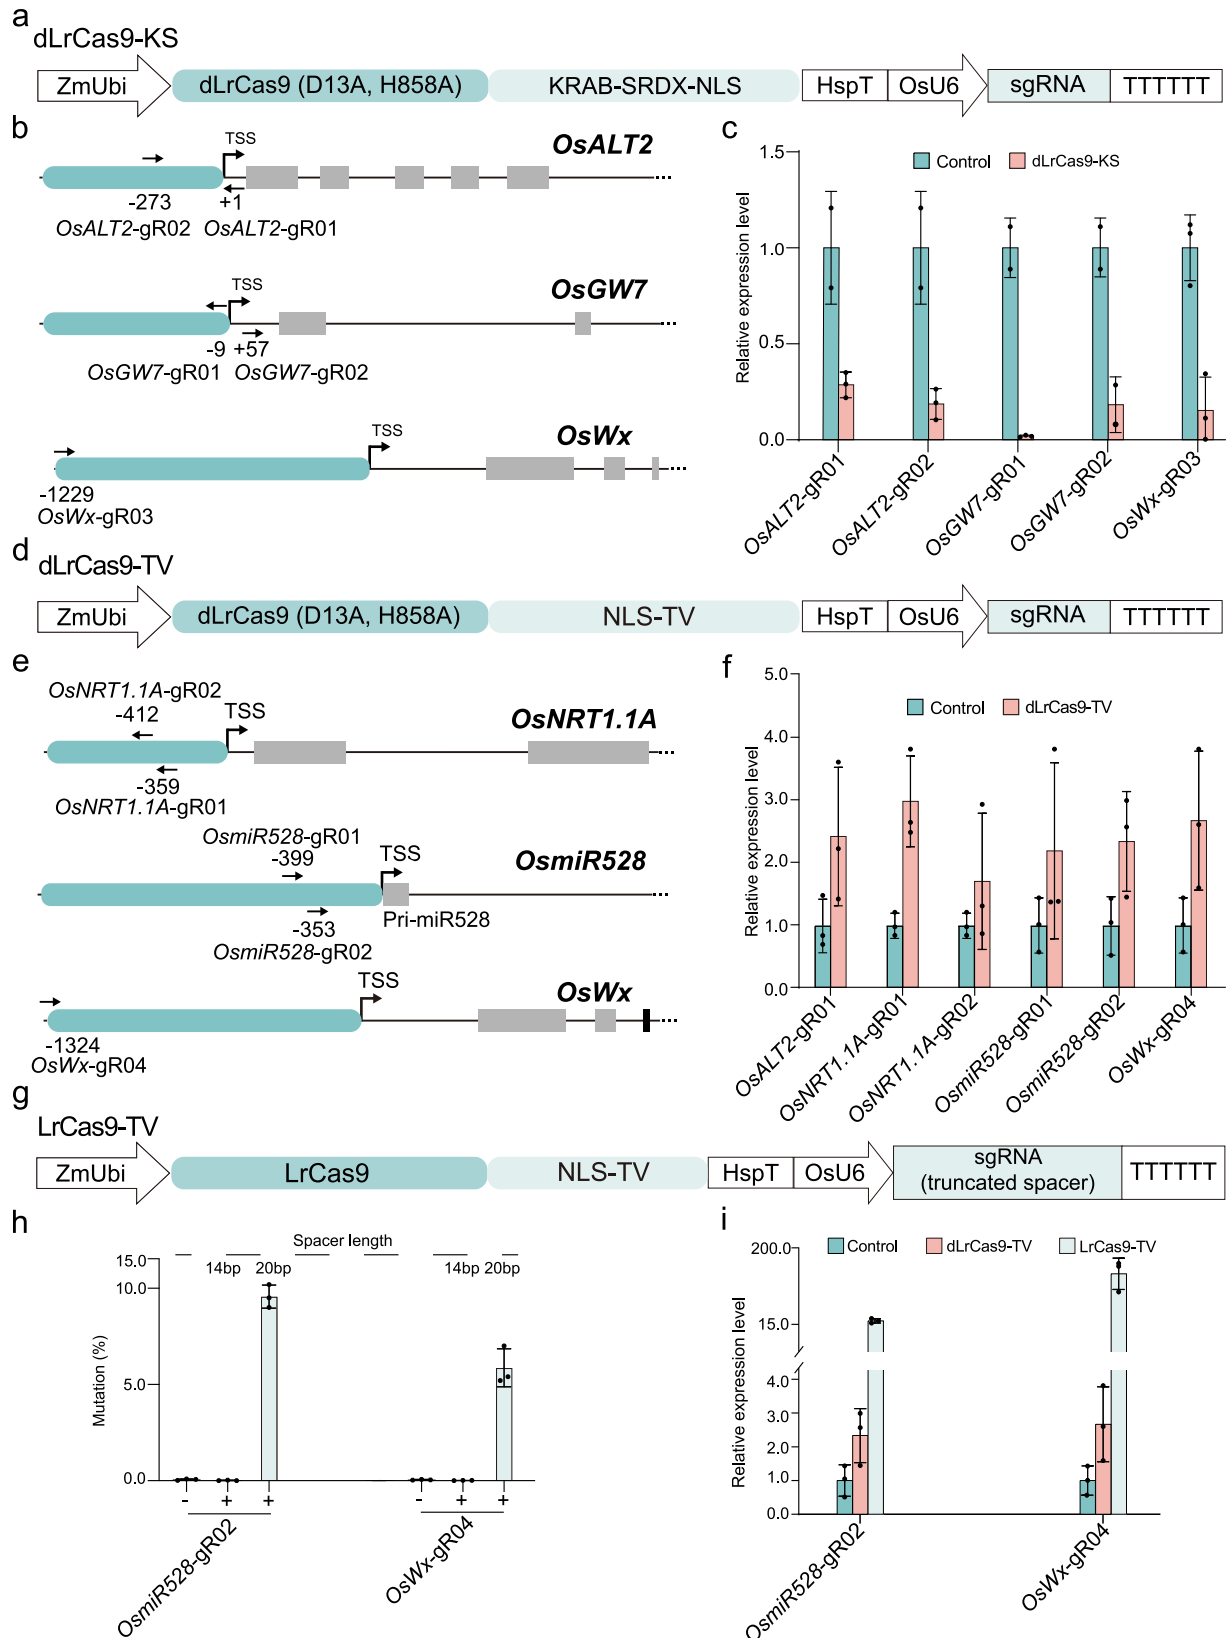 a
dLrCas9-KS
ZmUbi dLrCas9 (D13A, H858A) KRAB-SRDX-NLS HspT OsU6 sgRNA TTTTTT
b
TSS
OsALT2
-273 +1
OsALT2-gR02 OsALT2-gR01
TSS
OsGW7
-9 +57
OsGW7-gR01 OsGW7-gR02
TSS
OsWx
-1229
OsWx-gR03
c
Control dLrCas9-KS
Relative expression level
1.5
1.0
0.5
0.0
OsALT2-gR01
OsALT2-gR02
OsGW7-gR01
OsGW7-gR02
OsWx-gR03
d
dLrCas9-TV
ZmUbi dLrCas9 (D13A, H858A) NLS-TV HspT OsU6 sgRNA TTTTTT
e
OsNRT1.1A-gR02
-412 TSS
OsNRT1.1A
-359
OsNRT1.1A-gR01
OsmiR528-gR01
-399 TSS
OsmiR528
Pri-miR528
-353
OsmiR528-gR02
TSS
OsWx
-1324
OsWx-gR04
f
Control dLrCas9-TV
Relative expression level
5.0
3.0
2.0
1.0
0.0
OsALT2-gR01
OsNRT1.1A-gR01
OsNRT1.1A-gR02
OsmiR528-gR01
OsmiR528-gR02
OsWx-gR04
g
LrCas9-TV
ZmUbi LrCas9 NLS-TV HspT OsU6 sgRNA (truncated spacer) TTTTTT
h
Spacer length
14bp 20bp 14bp 20bp
Mutation (%)
15.0
10.0
5.0
0.0
- + + - + +
OsmiR528-gR02
OsWx-gR04
i
Control dLrCas9-TV LrCas9-TV
Relative expression level
200.0
15.0
4.0
3.0
2.0
1.0
0.0
OsmiR528-gR02
OsWx-gR04